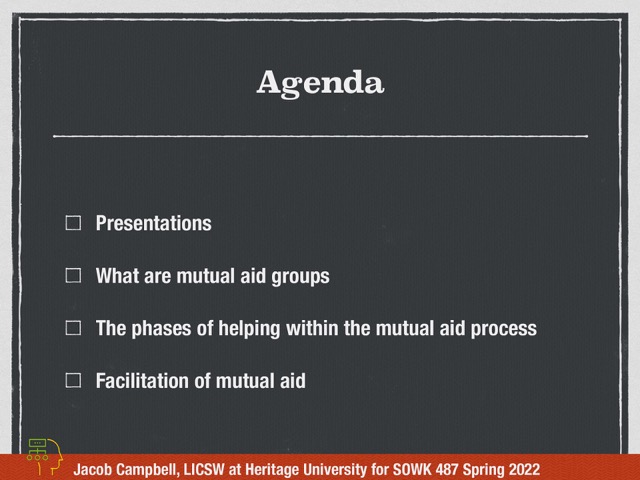 Agenda
Presentations
What are mutual aid groups
The phases of helping within the mutual aid process
Facilitation of mutual aid
Jacob Campbell, LICSW at Heritage University for SOWK 487 Spring 2022